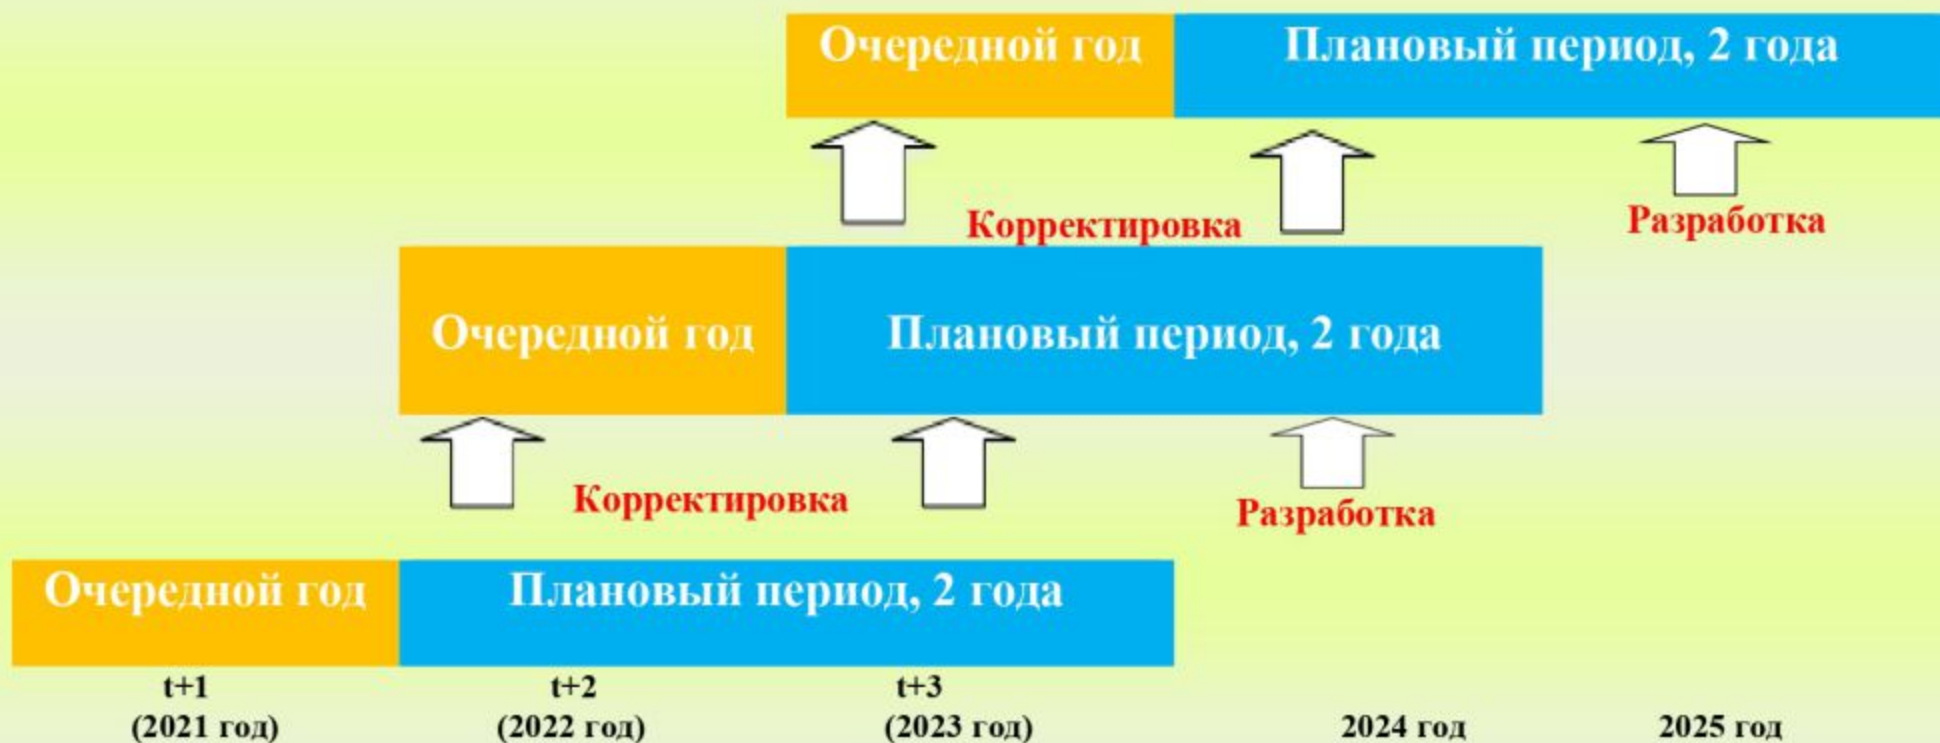 Очередной год
Плановый период, 2 года
Корректировка
Разработка
Очередной год
Плановый период, 2 года
Корректировка
Разработка
Очередной год
Плановый период, 2 года
t+1
t+2
t+3
(2021 год)
(2022 год)
(2023 год)
2024 год
2025 год